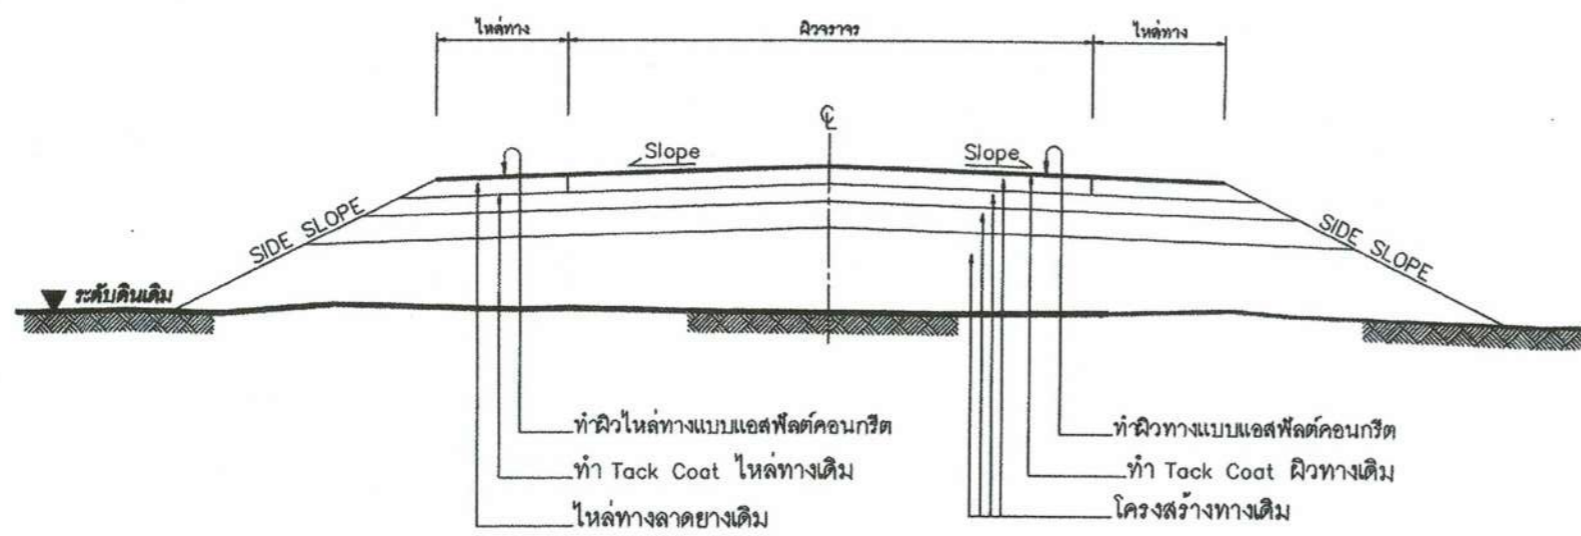 ไหล่ทาง ผิวจราจร ไหล่ทาง
℄
Slope Slope
SIDE SLOPE SIDE SLOPE
ระดับดินเดิม
ทำผิวไหล่ทางแบบแอสฟัลต์คอนกรีต ทำผิวทางแบบแอสฟัลต์คอนกรีต
ทำ Tack Coat ไหล่ทางเดิม ทำ Tack Coat ผิวทางเดิม
ไหล่ทางลาดยางเดิม โครงสร้างทางเดิม